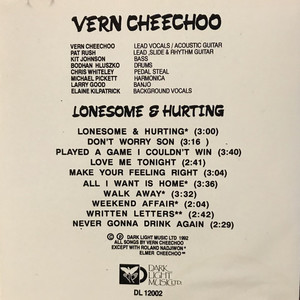 VERN CHEECHOO
VERN CHEECHOO LEAD VOCALS / ACOUSTIC GUITAR
PAT RUSH LEAD ,SLIDE & RHYTHM GUITAR
KIT JOHNSON BASS
BODHAN HLUSZKO DRUMS
CHRIS WHITELEY PEDAL STEAL
MICHAEL PICKETT HARMONICA
LARRY GOOD BANJO
ELAINE KILPATRICK BACKGROUND VOCALS
LONESOME & HURTING
LONESOME & HURTING* (3:00)
DON'T WORRY SON (3:16 )
PLAYED A GAME I COULDN'T WIN (3:40)
LOVE ME TONIGHT (2:41)
MAKE YOUR FEELING RIGHT (2:40)
ALL I WANT IS HOME* (3:36)
WALK AWAY* (3:32)
WEEKEND AFFAIR* (2:04)
WRITTEN LETTERS** (2:40)
NEVER GONNA DRINK AGAIN (2:29)
© ℗ DARK LIGHT MUSIC LTD 1992
ALL SONGS BY VERN CHEECHOO
EXCEPT WITH ROLAND NADJIWON *
ELMER CHEECHOO **
DARK
LIGHT
MUSIC LTD.
DL 12002